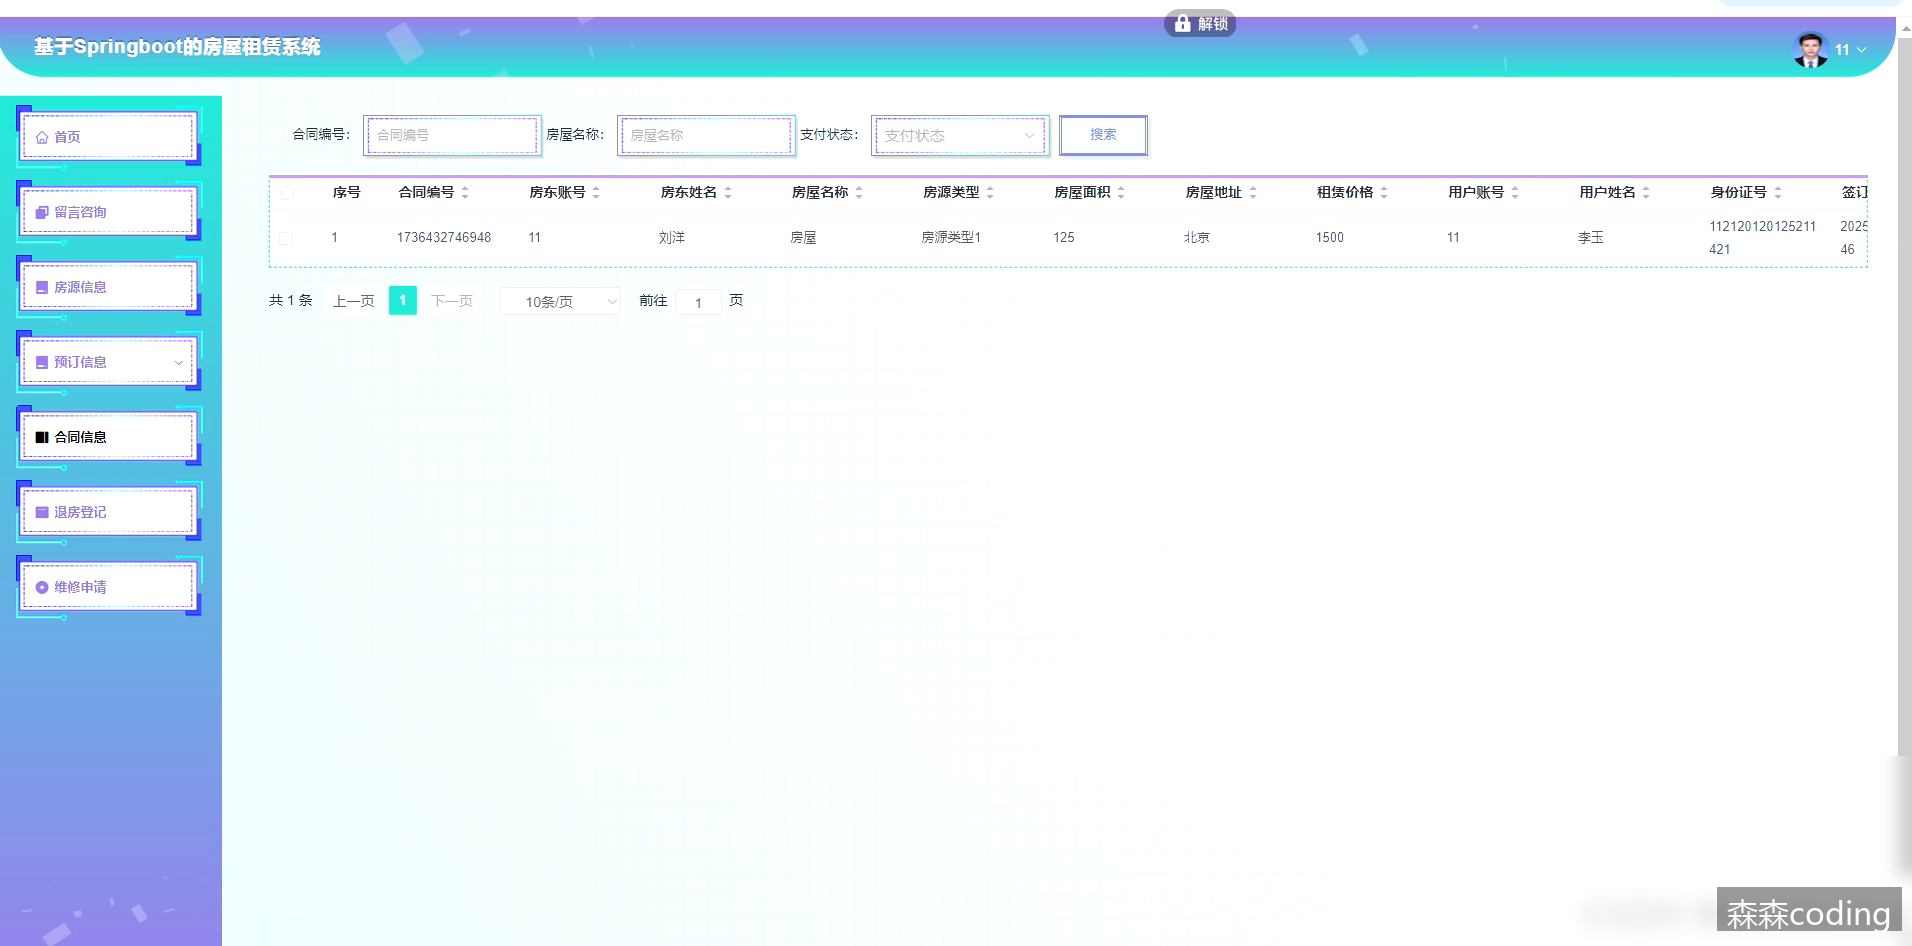 解锁
基于Springboot的房屋租赁系统
11
首页
留言咨询
房源信息
预订信息
合同信息
退房登记
维修申请
合同编号： 合同编号 房屋名称： 房屋名称 支付状态： 支付状态 搜索
序号 合同编号 房东账号 房东姓名 房屋名称 房源类型 房屋面积 房屋地址 租赁价格 用户账号 用户姓名 身份证号 签订
1 1736432746948 11 刘洋 房屋 房源类型1 125 北京 1500 11 李玉 112120120125211 2025
421 46
共 1 条 上一页 1 下一页 10条/页 前往 1 页
森森coding